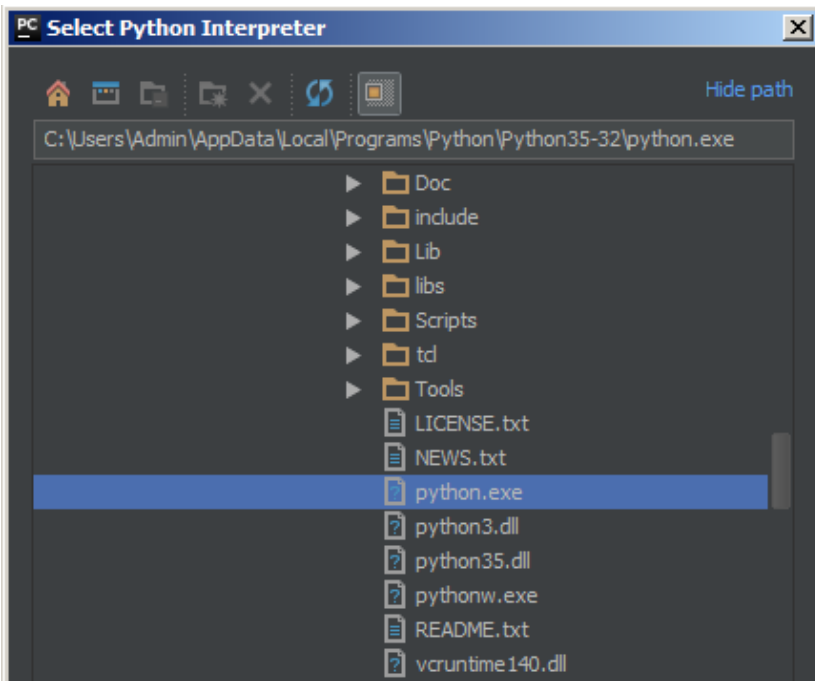 PC Select Python Interpreter
Hide path
C:\Users\Admin\AppData\Local\Programs\Python\Python35-32\python.exe
Doc
include
Lib
libs
Scripts
tcl
Tools
LICENSE.txt
NEWS.txt
python.exe
python3.dll
python35.dll
pythonw.exe
README.txt
vcruntime140.dll